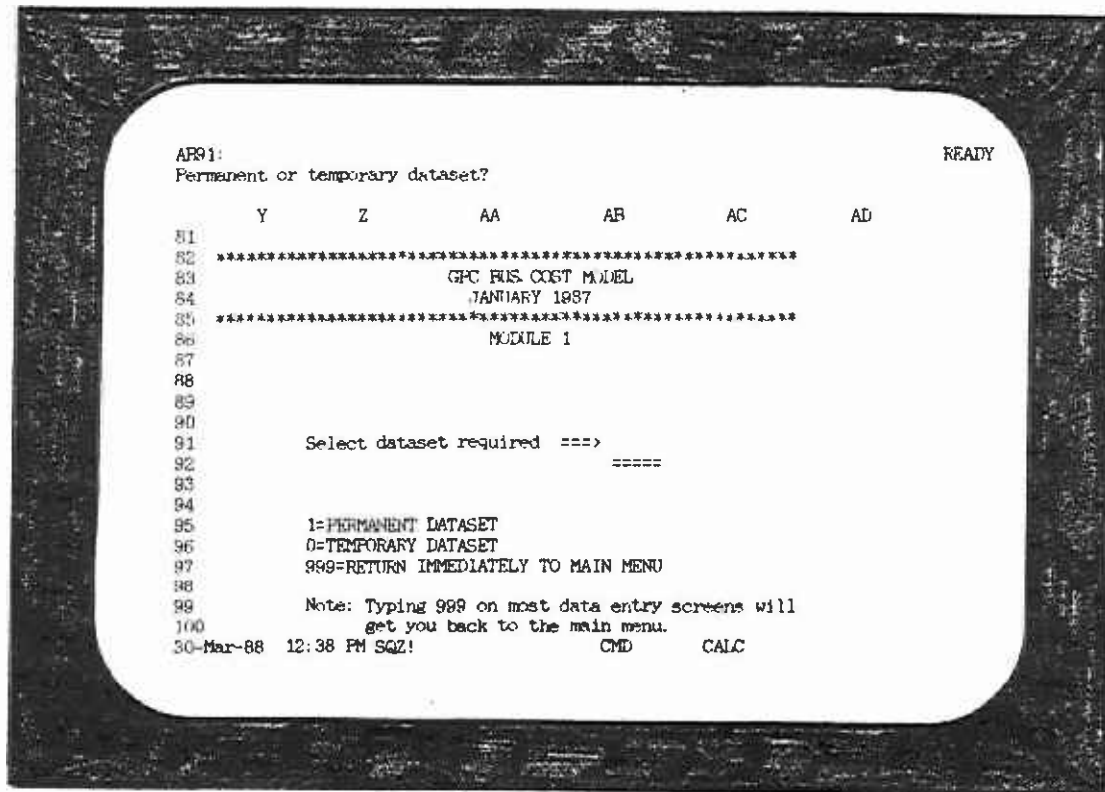 AB91: READY
Permanent or temporary dataset?
Y Z AA AB AC AD
81
82 **********************************************************
83 GPC BUS COST MODEL
84 JANUARY 1987
85 **********************************************************
86 MODULE 1
87
88
89
90
91 Select dataset required ===>
92 =====
93
94
95 1=PERMANENT DATASET
96 0=TEMPORARY DATASET
97 999=RETURN IMMEDIATELY TO MAIN MENU
98
99 Note: Typing 999 on most data entry screens will
100 get you back to the main menu.
30-Mar-88 12:38 PM SQZ! CMD CALC